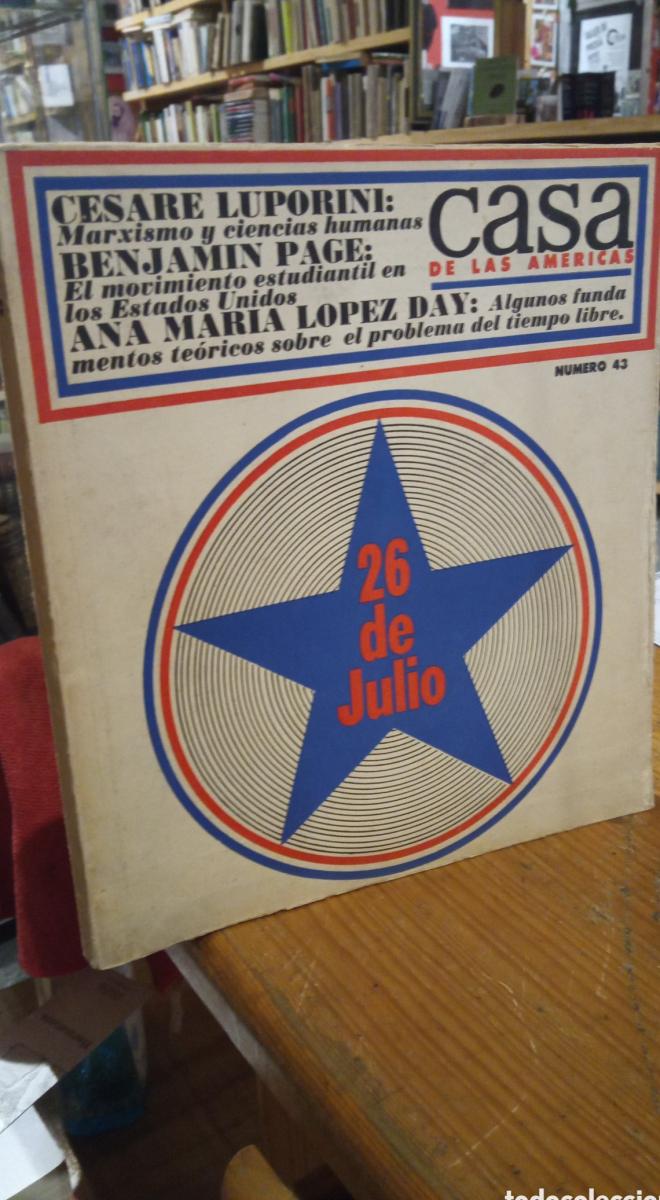 CESARE LUPORINI:
Marxismo y ciencias humanas
BENJAMIN PAGE:
El movimiento estudiantil en
los Estados Unidos
ANA MARIA LOPEZ DAY: Algunos funda
mentos teóricos sobre el problema del tiempo libre.
casa
DE LAS AMERICAS
NUMERO 43
26
de
Julio